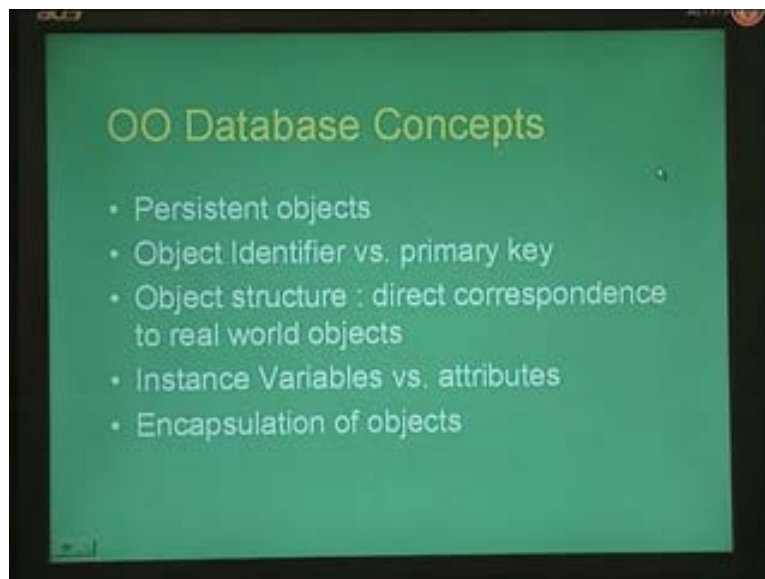 acer
OO Database Concepts
• Persistent objects
• Object Identifier vs. primary key
• Object structure : direct correspondence
to real world objects
• Instance Variables vs. attributes
• Encapsulation of objects